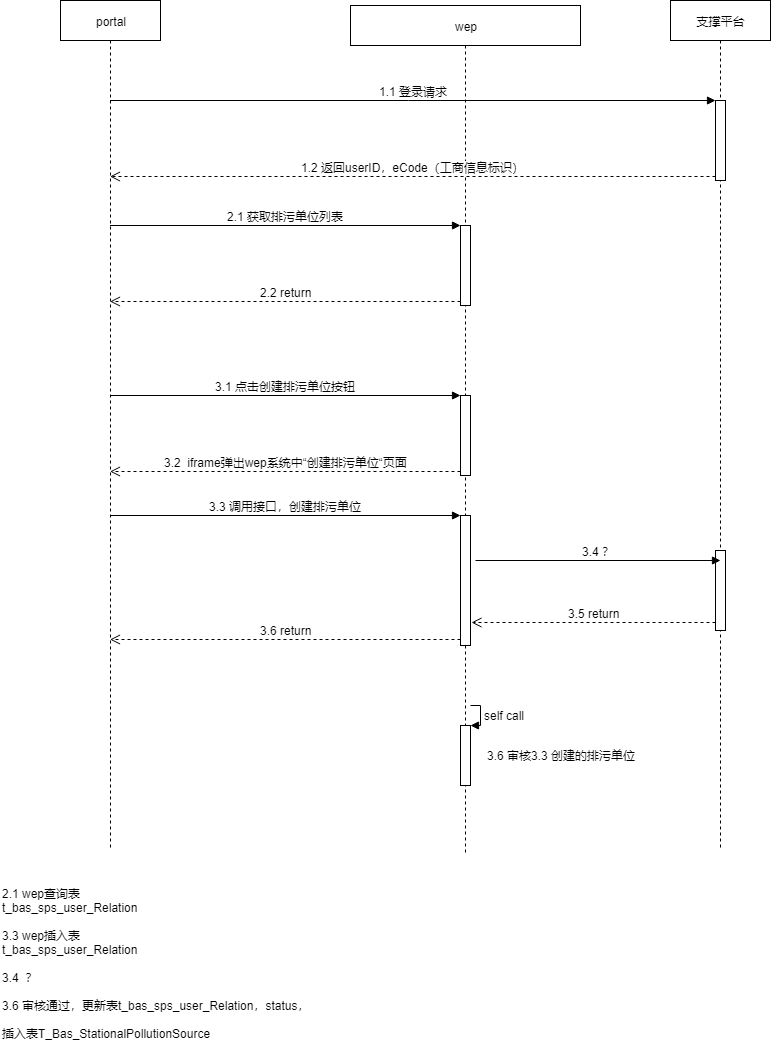 portal
wep
支撑平台
1.1 登录请求
1.2 返回userID，eCode（工商信息标识）
2.1 获取排污单位列表
2.2 return
3.1 点击创建排污单位按钮
3.2  iframe弹出wep系统中“创建排污单位“页面
3.3 调用接口，创建排污单位
3.4 ？
3.5 return
3.6 return
self call
3.6 审核3.3 创建的排污单位
2.1 wep查询表
t_bas_sps_user_Relation
3.3 wep插入表
t_bas_sps_user_Relation
3.4 ？
3.6 审核通过，更新表t_bas_sps_user_Relation，status，
插入表T_Bas_StationalPollutionSource